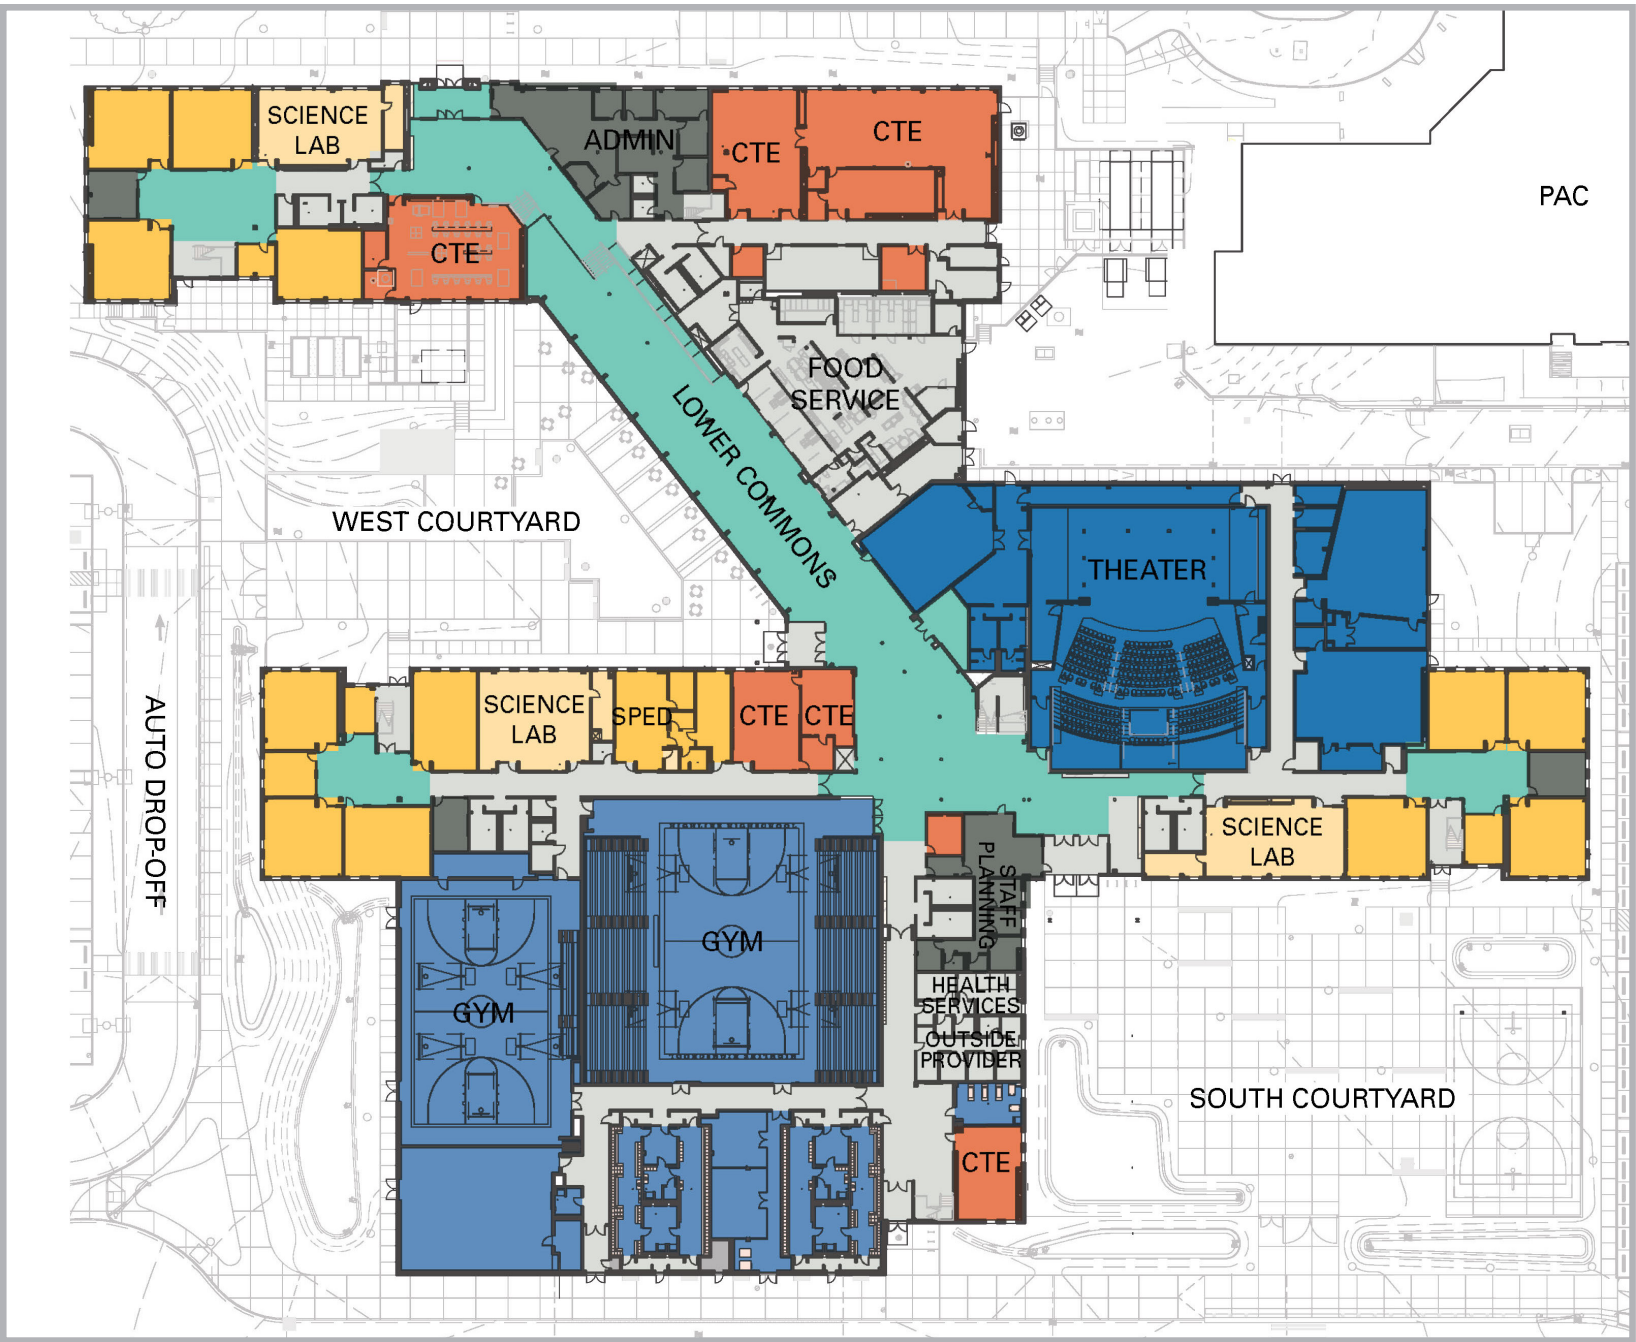 SCIENCE
LAB
ADMIN
CTE
CTE
PAC
CTE
FOOD
SERVICE
LOWER COMMONS
WEST COURTYARD
THEATER
AUTO DROP-OFF
SCIENCE
LAB
SPED
CTE
CTE
SCIENCE
LAB
STAFF
PLANNING
GYM
GYM
HEALTH
SERVICES
OUTSIDE
PROVIDER
SOUTH COURTYARD
CTE